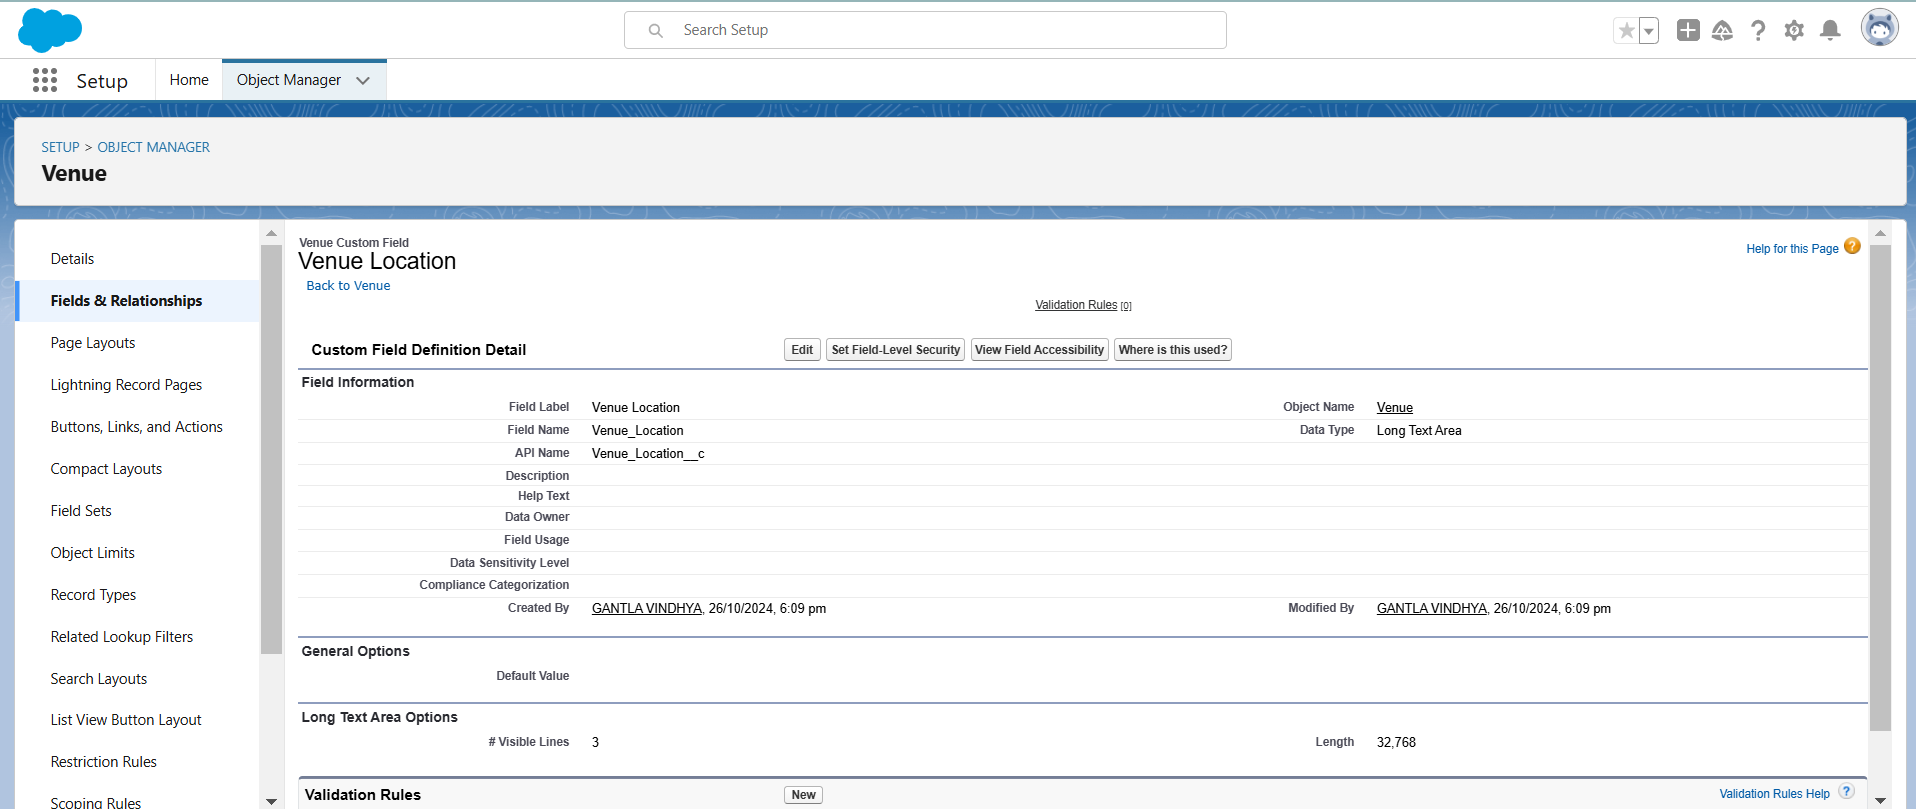 Search Setup
Setup
Home
Object Manager
SETUP > OBJECT MANAGER
Venue
Details
Fields & Relationships
Page Layouts
Lightning Record Pages
Buttons, Links, and Actions
Compact Layouts
Field Sets
Object Limits
Record Types
Related Lookup Filters
Search Layouts
List View Button Layout
Restriction Rules
Scoping Rules
Venue Custom Field
Venue Location
Back to Venue
Help for this Page ?
Validation Rules [0]
Custom Field Definition Detail
Edit
Set Field-Level Security
View Field Accessibility
Where is this used?
Field Information
Field Label Venue Location Object Name Venue
Field Name Venue_Location Data Type Long Text Area
API Name Venue_Location__c
Description
Help Text
Data Owner
Field Usage
Data Sensitivity Level
Compliance Categorization
Created By GANTLA VINDHYA, 26/10/2024, 6:09 pm Modified By GANTLA VINDHYA, 26/10/2024, 6:09 pm
General Options
Default Value
Long Text Area Options
# Visible Lines 3 Length 32,768
Validation Rules
New
Validation Rules Help ?